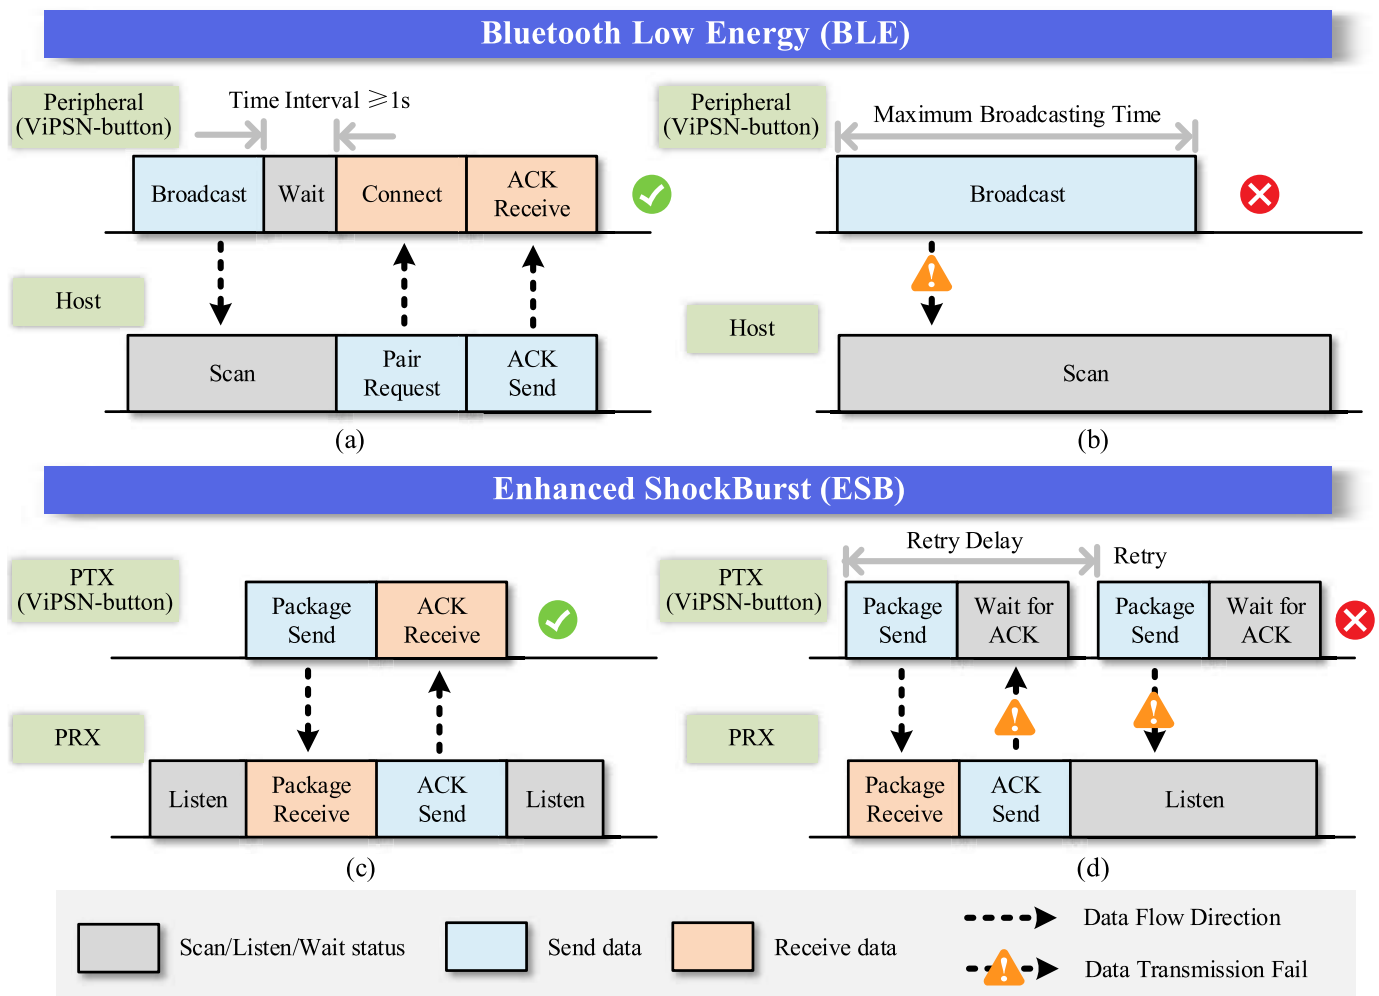 Bluetooth Low Energy (BLE)
Peripheral
(ViPSN-button)
Time Interval ≥1s
Broadcast
Wait
Connect
ACK
Receive
Host
Scan
Pair
Request
ACK
Send
(a)
Peripheral
(ViPSN-button)
Maximum Broadcasting Time
Broadcast
Host
Scan
(b)
Enhanced ShockBurst (ESB)
PTX
(ViPSN-button)
Package
Send
ACK
Receive
PRX
Listen
Package
Receive
ACK
Send
Listen
(c)
Retry Delay
Retry
PTX
(ViPSN-button)
Package
Send
Wait for
ACK
Package
Send
Wait for
ACK
PRX
Package
Receive
ACK
Send
Listen
(d)
Scan/Listen/Wait status
Send data
Receive data
Data Flow Direction
Data Transmission Fail